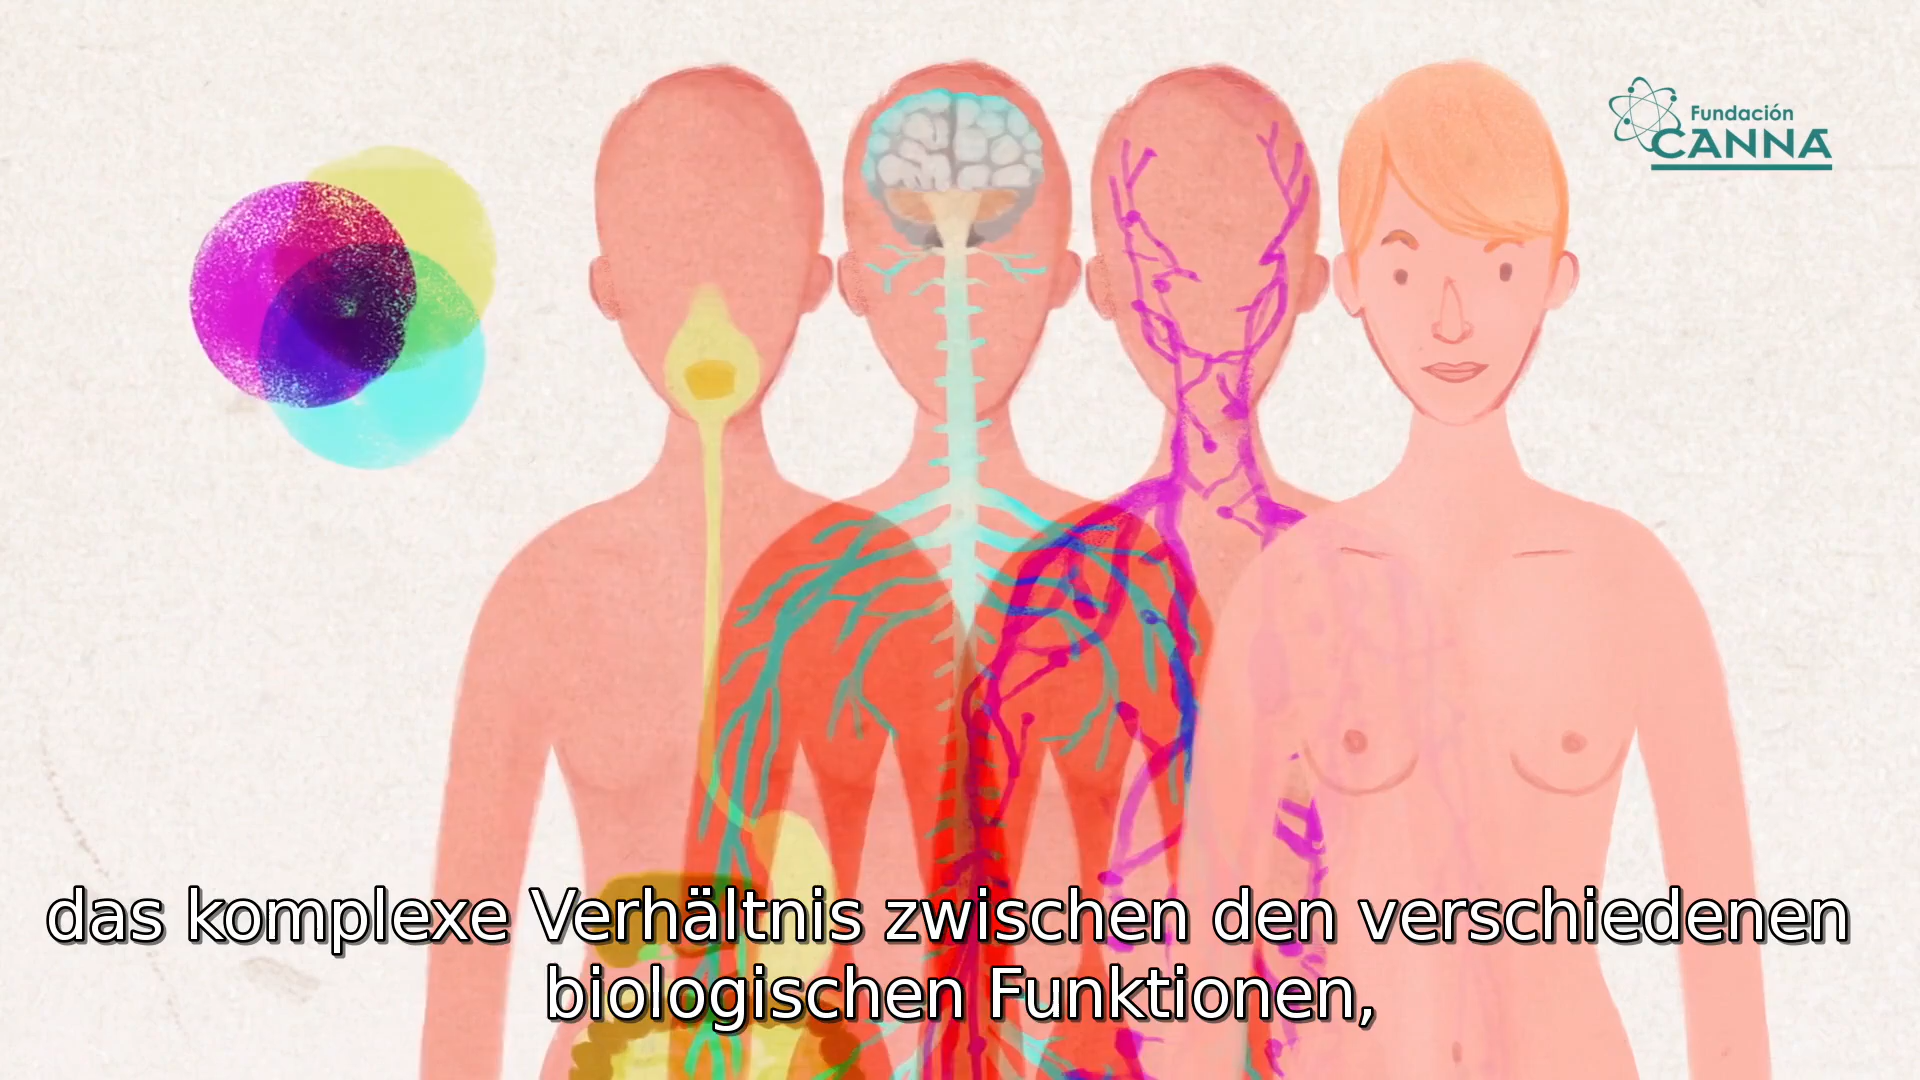 Fundación
CANNA
das komplexe Verhältnis zwischen den verschiedenen
biologischen Funktionen,